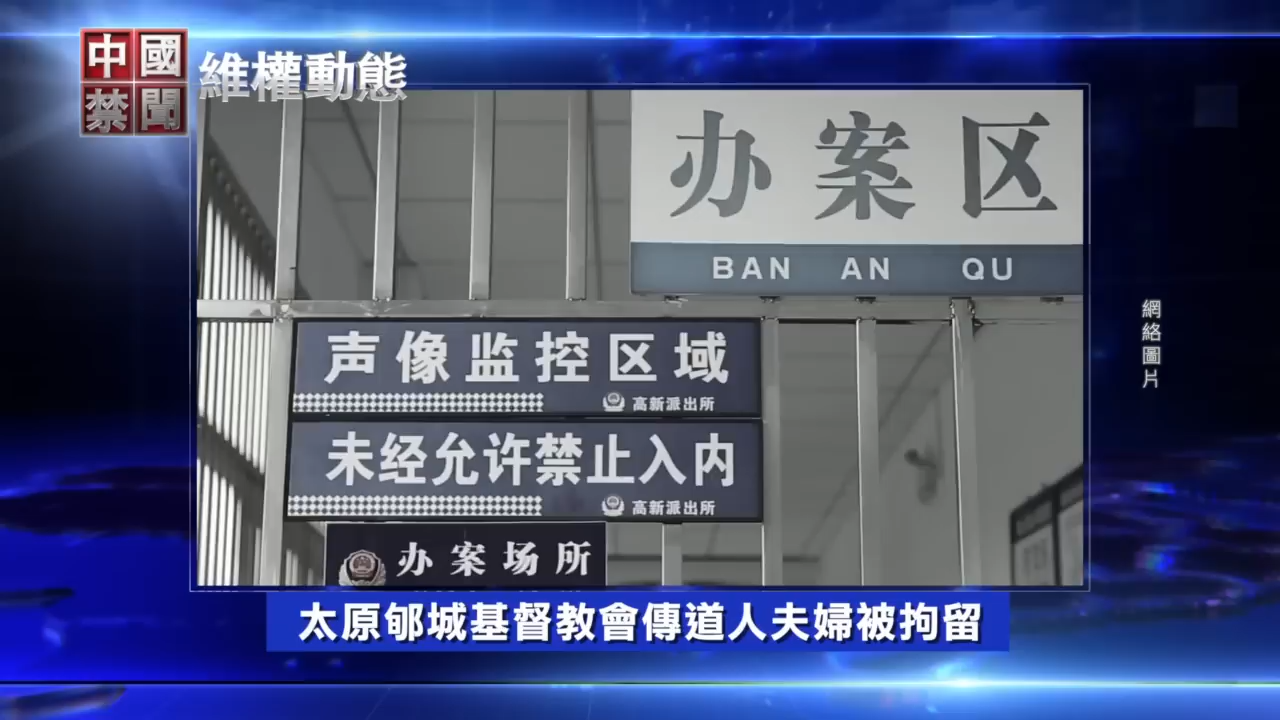 中國
禁聞
維權動態
办案区
BAN AN QU
声像监控区域
高新派出所
未经允许禁止入内
高新派出所
办案场所
網絡圖片
太原郇城基督教會傳道人夫婦被拘留